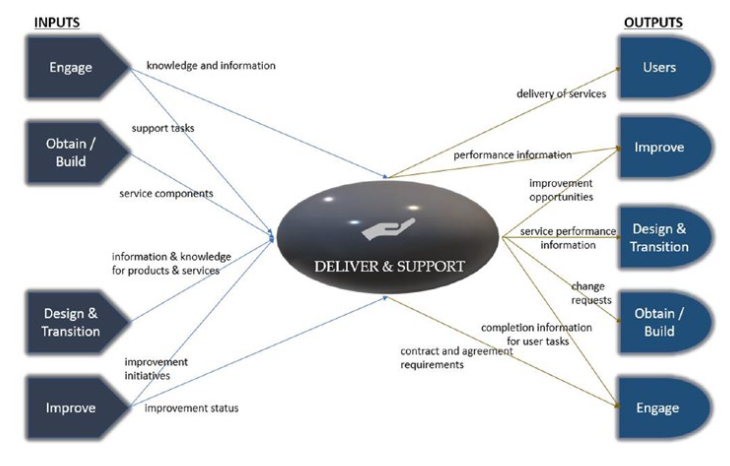 INPUTS
OUTPUTS
Engage
knowledge and information
Users
delivery of services
support tasks
Obtain /
Build
performance information
Improve
service components
improvement
opportunities
information & knowledge
for products & services
DELIVER & SUPPORT
service performance
information
Design &
Transition
Design &
Transition
change
requests
Obtain /
Build
completion information
for user tasks
improvement
initiatives
contract and agreement
requirements
Improve
Improvement status
Engage